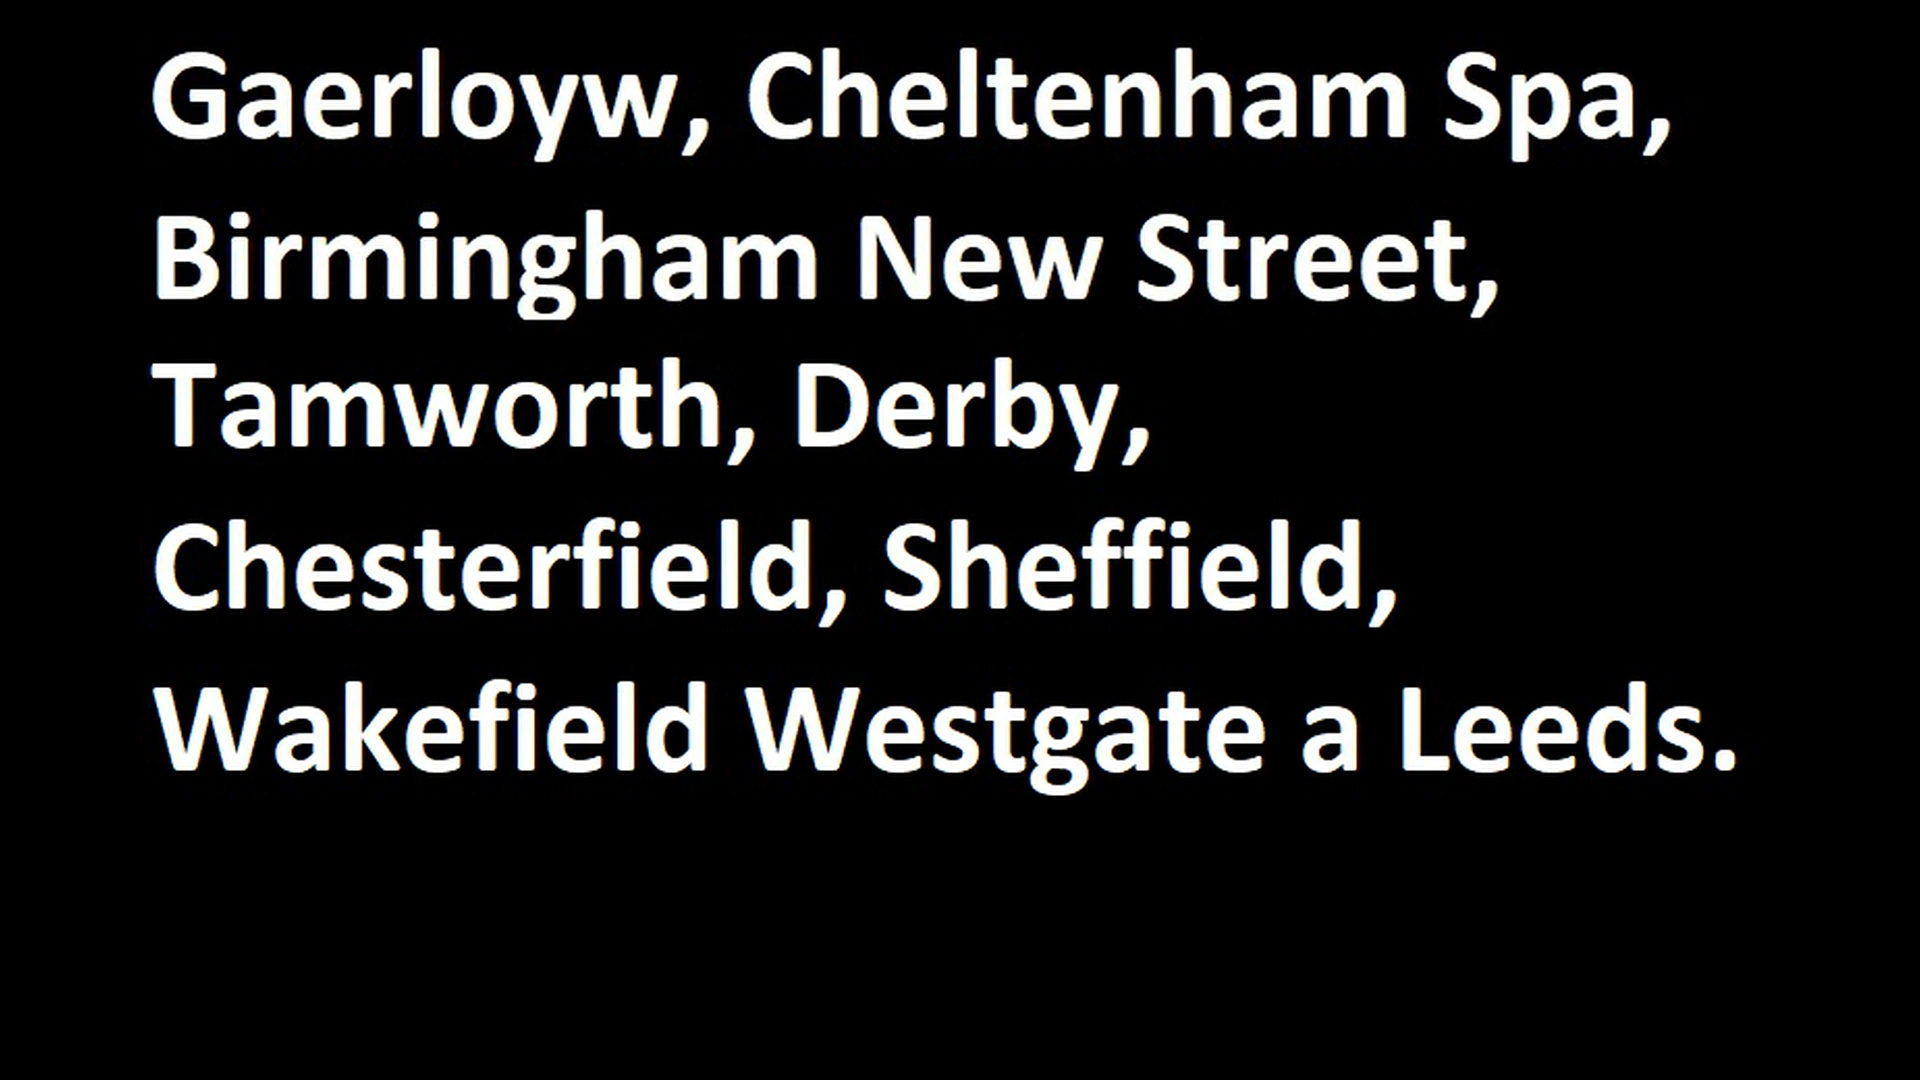 Gaerloyw, Cheltenham Spa,
Birmingham New Street,
Tamworth, Derby,
Chesterfield, Sheffield,
Wakefield Westgate a Leeds.